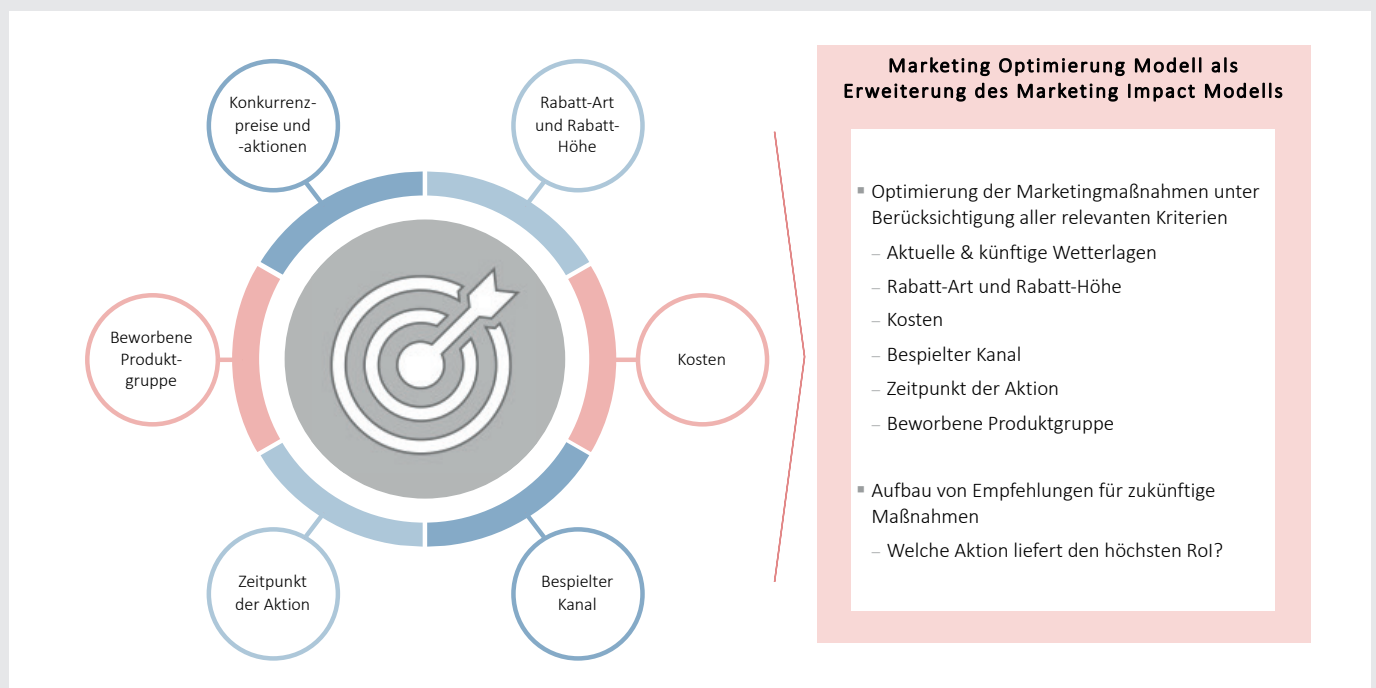 Konkurrenz-
preise und
-aktionen
Rabatt-Art
und Rabatt-
Höhe
Beworbene
Produkt-
gruppe
Kosten
Zeitpunkt
der Aktion
Bespielter
Kanal
Marketing Optimierung Modell als
Erweiterung des Marketing Impact Modells
▪ Optimierung der Marketingmaßnahmen unter
Berücksichtigung aller relevanten Kriterien
– Aktuelle & künftige Wetterlagen
– Rabatt-Art und Rabatt-Höhe
– Kosten
– Bespielter Kanal
– Zeitpunkt der Aktion
– Beworbene Produktgruppe
▪ Aufbau von Empfehlungen für zukünftige
Maßnahmen
– Welche Aktion liefert den höchsten RoI?